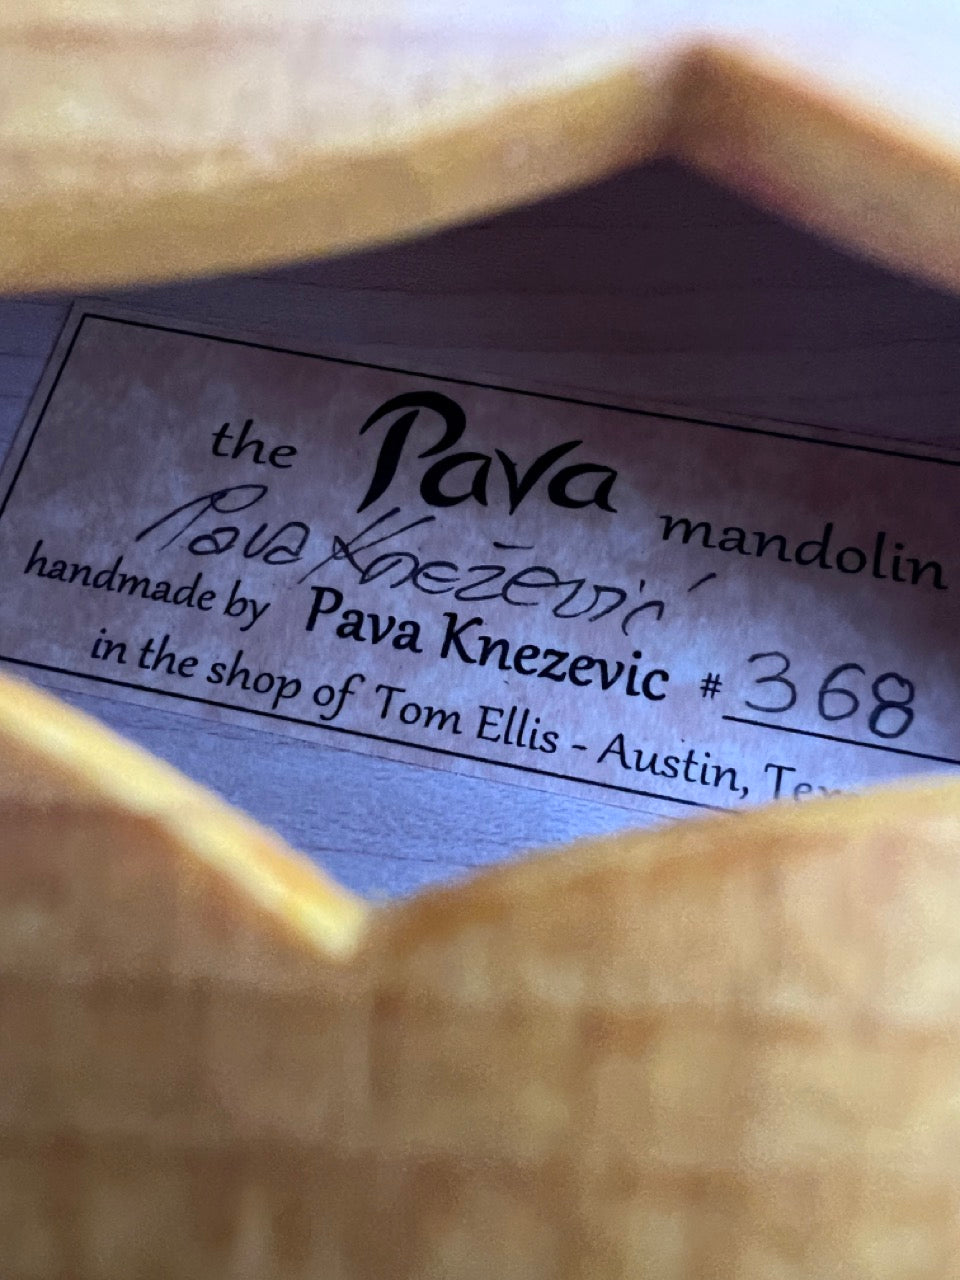 the Pava mandolin
Pava Knežević
handmade by Pava Knezevic # 368
in the shop of Tom Ellis - Austin,